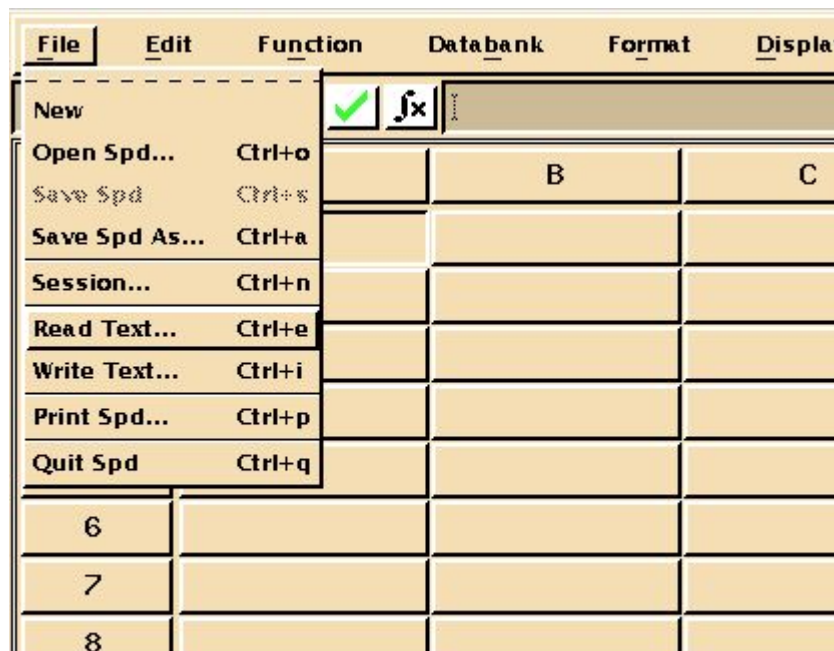 File Edit Function Databank Format Displa
New
Open Spd... Ctrl+o
Save Spd Ctrl+s
Save Spd As... Ctrl+a
Session... Ctrl+n
Read Text... Ctrl+e
Write Text... Ctrl+i
Print Spd... Ctrl+p
Quit Spd Ctrl+q
∫x
B C
6
7
8